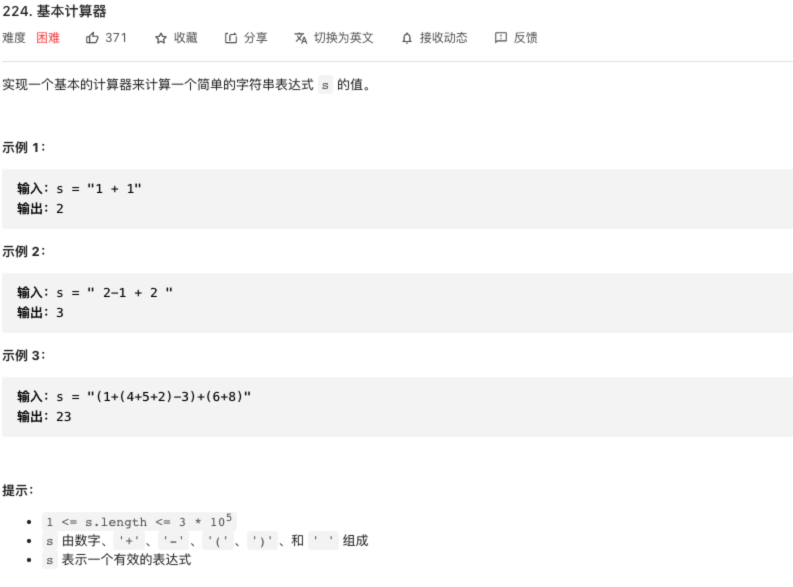 224. 基本计算器
难度 困难 371 收藏 分享 切换为英文 接收动态 反馈
实现一个基本的计算器来计算一个简单的字符串表达式 s 的值。
示例 1：
输入：s = "1 + 1"
输出：2
示例 2：
输入：s = " 2-1 + 2 "
输出：3
示例 3：
输入：s = "(1+(4+5+2)-3)+(6+8)"
输出：23
提示：
• 1 <= s.length <= 3 * 10⁵
• s 由数字、'+'、'-'、'('、')'、和 ' ' 组成
• s 表示一个有效的表达式